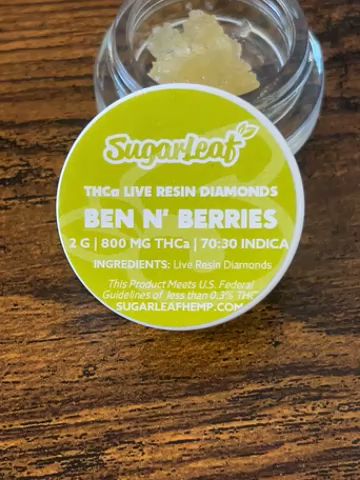 SugarLeaf
THCa LIVE RESIN DIAMONDS
BEN N' BERRIES
2 G | 800 MG THCa | 70:30 INDICA
INGREDIENTS: Live Resin Diamonds
This Product Meets U.S. Federal
Guidelines of less than 0.3% THC
SUGARLEAFHEMP.COM